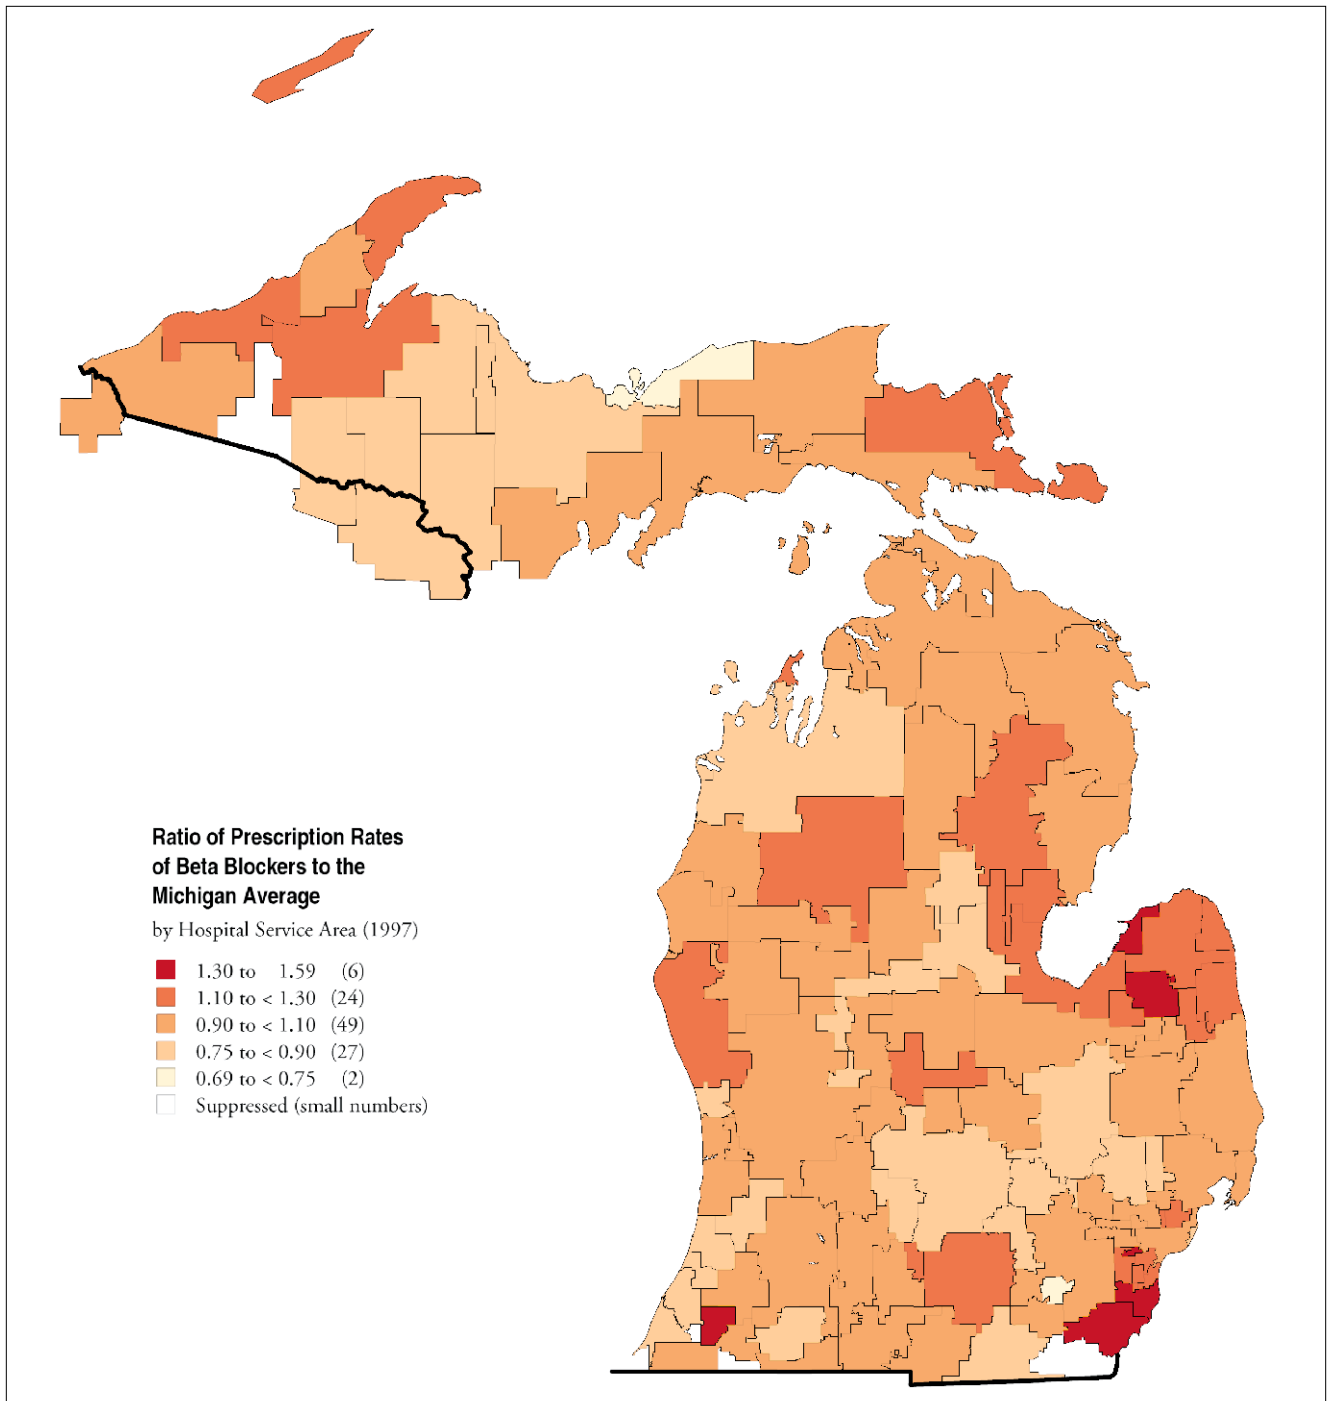 Ratio of Prescription Rates
of Beta Blockers to the
Michigan Average
by Hospital Service Area (1997)
1.30 to 1.59 (6)
1.10 to < 1.30 (24)
0.90 to < 1.10 (49)
0.75 to < 0.90 (27)
0.69 to < 0.75 (2)
Suppressed (small numbers)